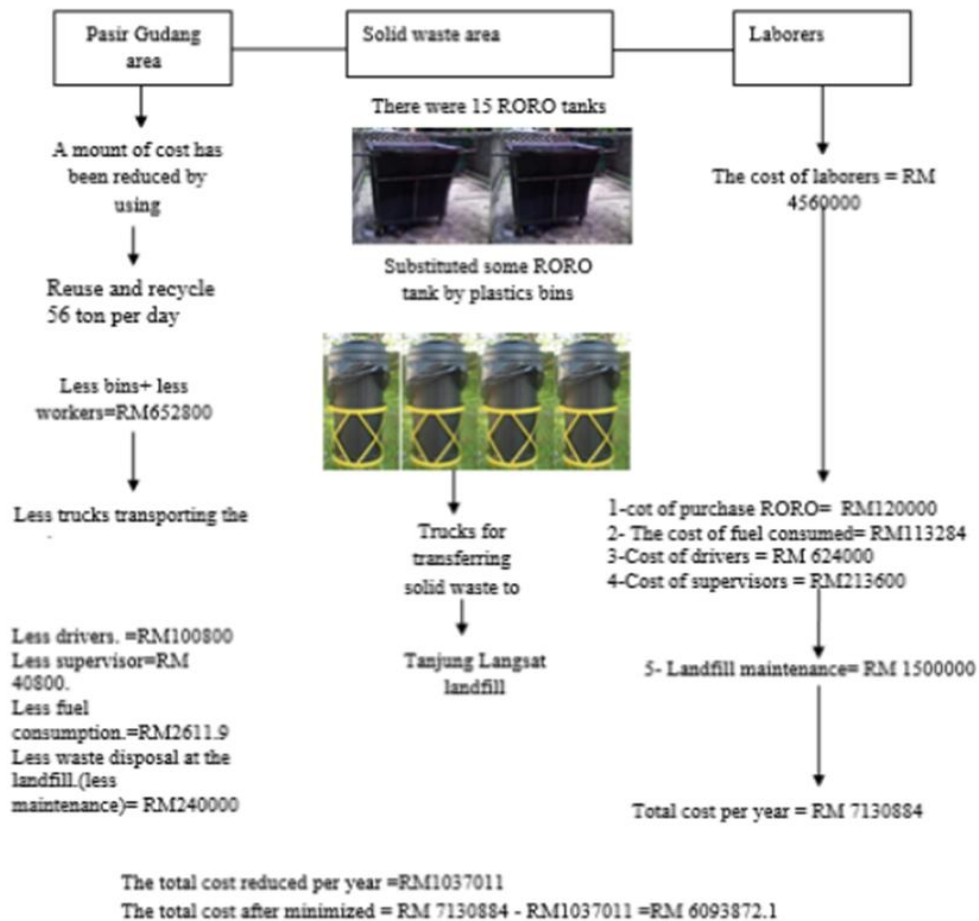 Pasir Gudang
area
Solid waste area
Laborers
There were 15 RORO tanks
A mount of cost has
been reduced by
using
Reuse and recycle
56 ton per day
Less bins+ less
workers=RM652800
Less trucks transporting the
Less drivers. =RM100800
Less supervisor=RM
40800.
Less fuel
consumption.=RM2611.9
Less waste disposal at the
landfill.(less
maintenance)= RM240000
Substituted some RORO
tank by plastics bins
Trucks for
transferring
solid waste to
Tanjung Langsat
landfill
The cost of laborers = RM
4560000
1-cot of purchase RORO= RM120000
2- The cost of fuel consumed= RM113284
3-Cost of drivers = RM 624000
4-Cost of supervisors = RM213600
5- Landfill maintenance= RM 1500000
Total cost per year = RM 7130884
The total cost reduced per year =RM1037011
The total cost after minimized = RM 7130884 - RM1037011 =RM 6093872.1